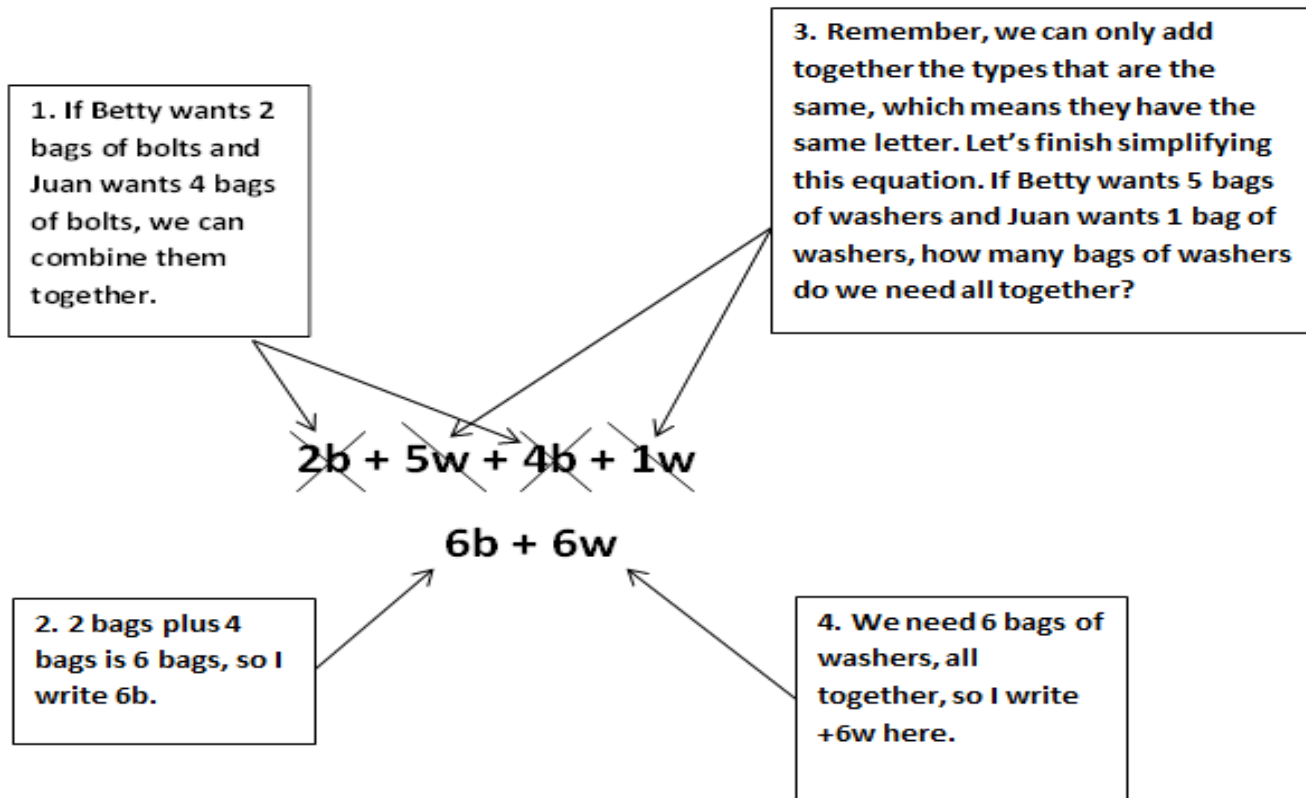 1. If Betty wants 2
bags of bolts and
Juan wants 4 bags
of bolts, we can
combine them
together.
3. Remember, we can only add
together the types that are the
same, which means they have the
same letter. Let's finish simplifying
this equation. If Betty wants 5 bags
of washers and Juan wants 1 bag of
washers, how many bags of washers
do we need all together?
2b + 5w + 4b + 1w
6b + 6w
2. 2 bags plus 4
bags is 6 bags, so I
write 6b.
4. We need 6 bags of
washers, all
together, so I write
+6w here.